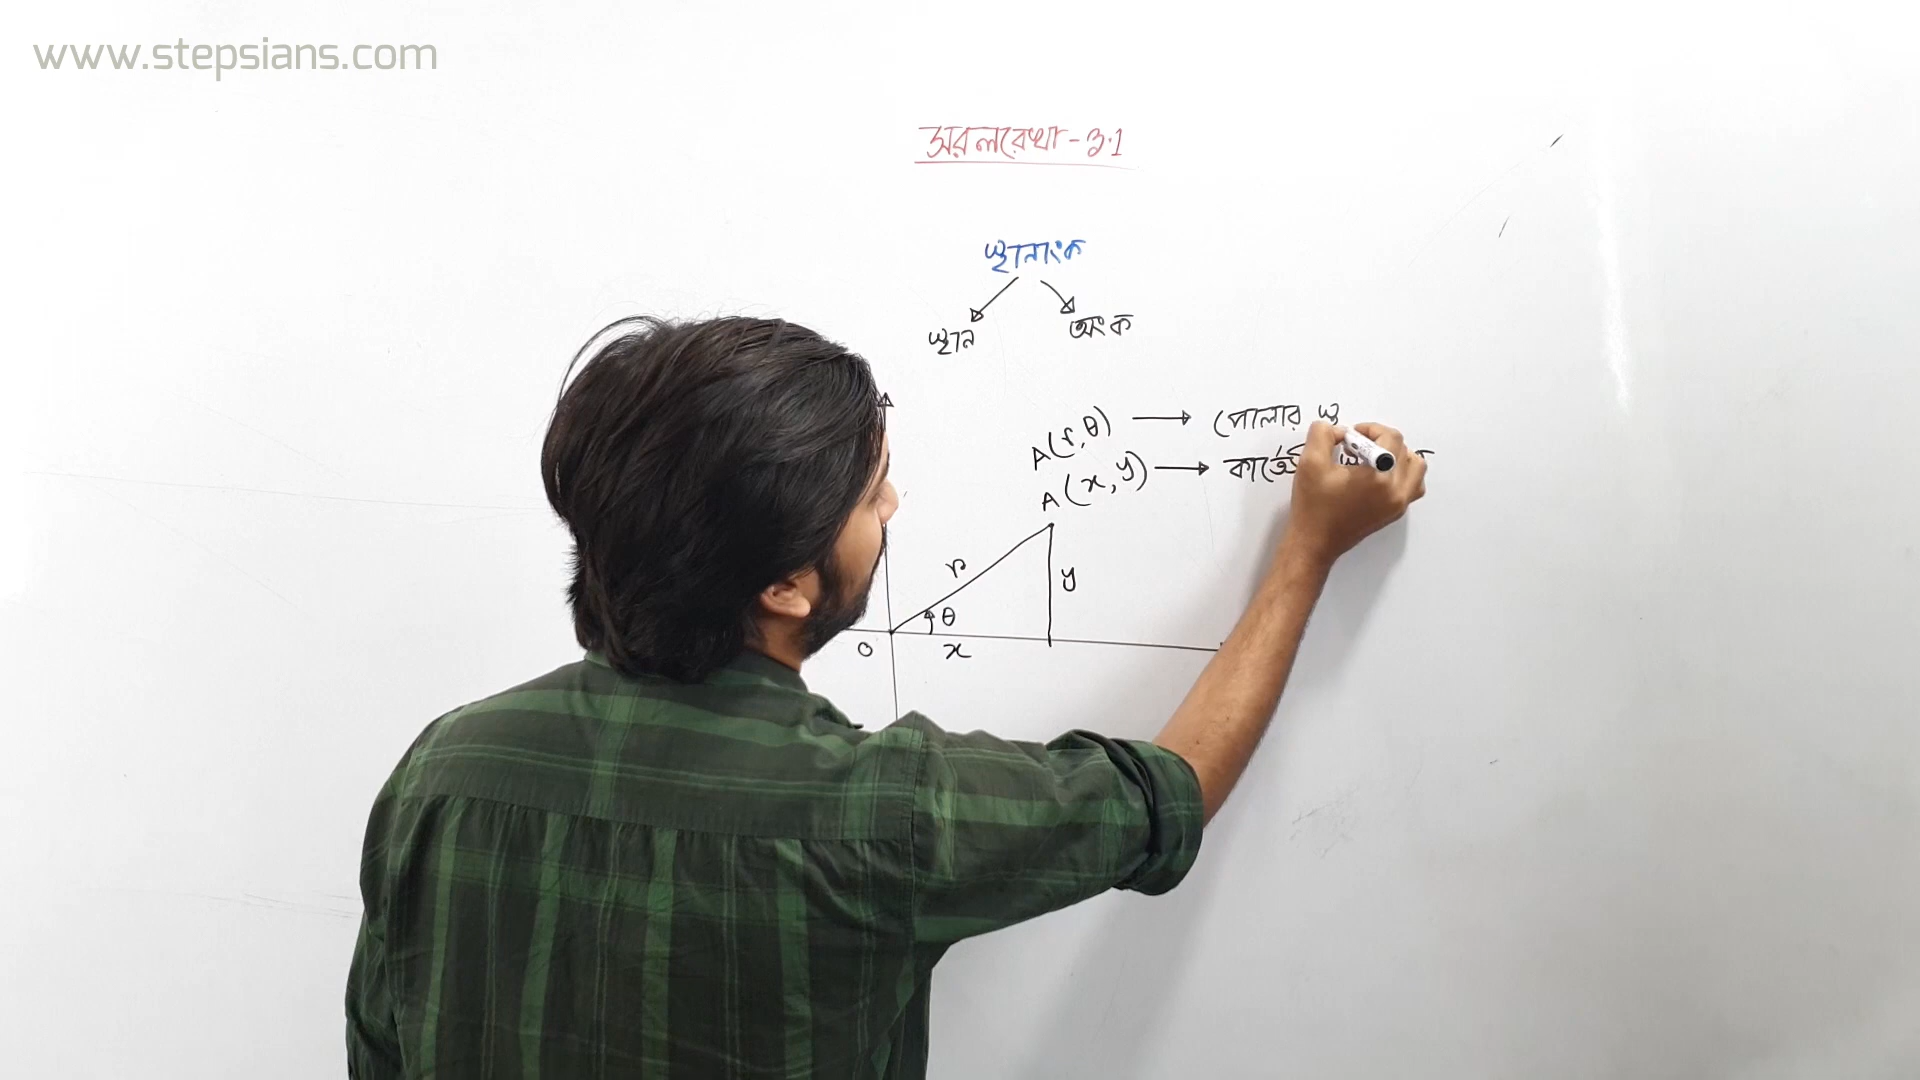 www.stepsians.com
সরলরেখা - ৩.1
স্থানাংক
স্থান
অংক
A(r, θ) → পোলার স্থ
A(x, y) → কার্তে
r
y
θ
O
x